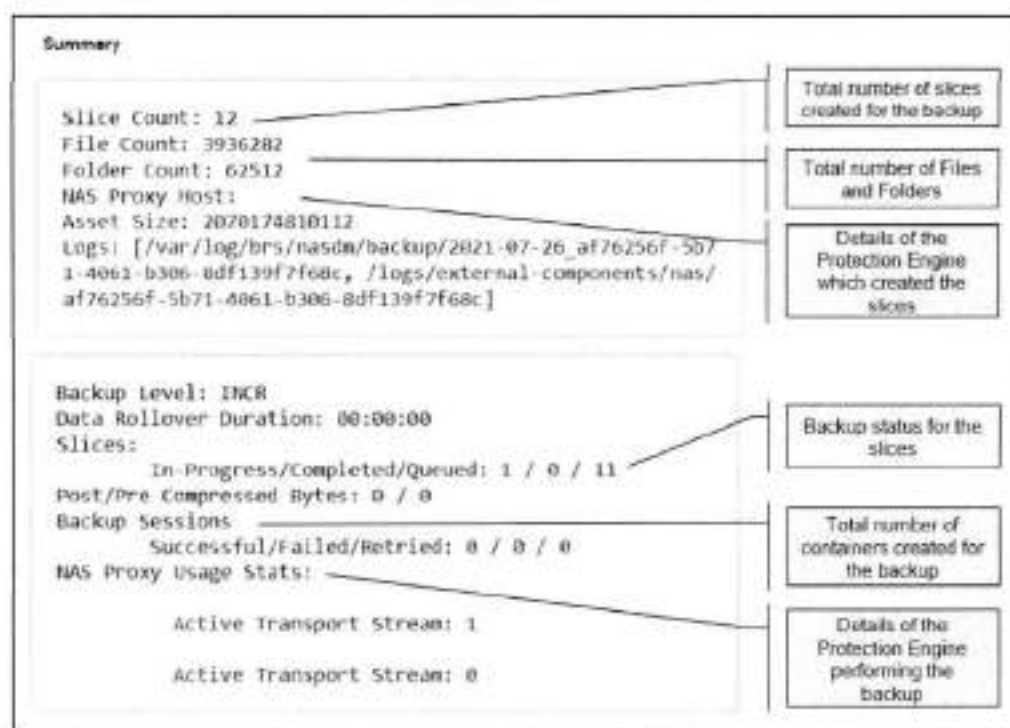 Summary
Slice Count: 12
File Count: 3936282
Folder Count: 62512
NAS Proxy Host:
Asset Size: 2070174810112
Logs: [/var/log/brs/nasdm/backup/2021-07-26_af76256f-5b7
1-4061-b306-8df139f7f68c, /logs/external-components/nas/
af76256f-5b71-4061-b306-8df139f7f68c]
Total number of slices
created for the backup
Total number of Files
and Folders
Details of the
Protection Engine
which created the
slices
Backup Level: INCR
Data Rollover Duration: 00:00:00
Slices:
In-Progress/Completed/Queued: 1 / 0 / 11
Post/Pre Compressed Bytes: 0 / 0
Backup Sessions
Successful/Failed/Retried: 0 / 0 / 0
NAS Proxy Usage Stats:
Active Transport Stream: 1
Active Transport Stream: 0
Backup status for the
slices
Total number of
containers created for
the backup
Details of the
Protection Engine
performing the
backup